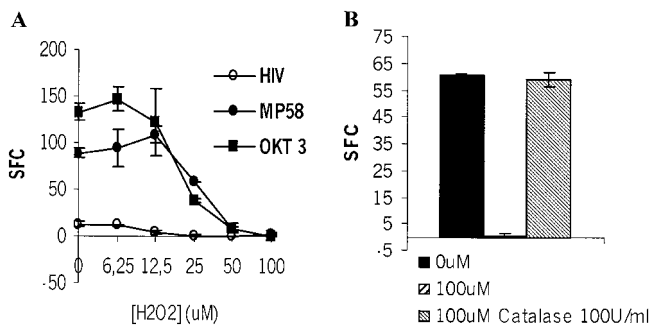 A
200
150
100
50
0
-50
SFC
HIV
MP58
OKT 3
0 6,25 12,5 25 50 100
[H2O2] (uM)
B
75
65
55
45
35
25
15
5
-5
SFC
0uM
100uM
100uM Catalase 100U/ml